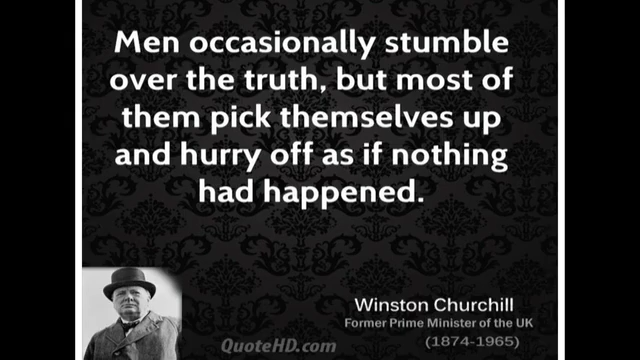 Men occasionally stumble
over the truth, but most of
them pick themselves up
and hurry off as if nothing
had happened.
Winston Churchill
Former Prime Minister of the UK
(1874-1965)
QuoteHD.com